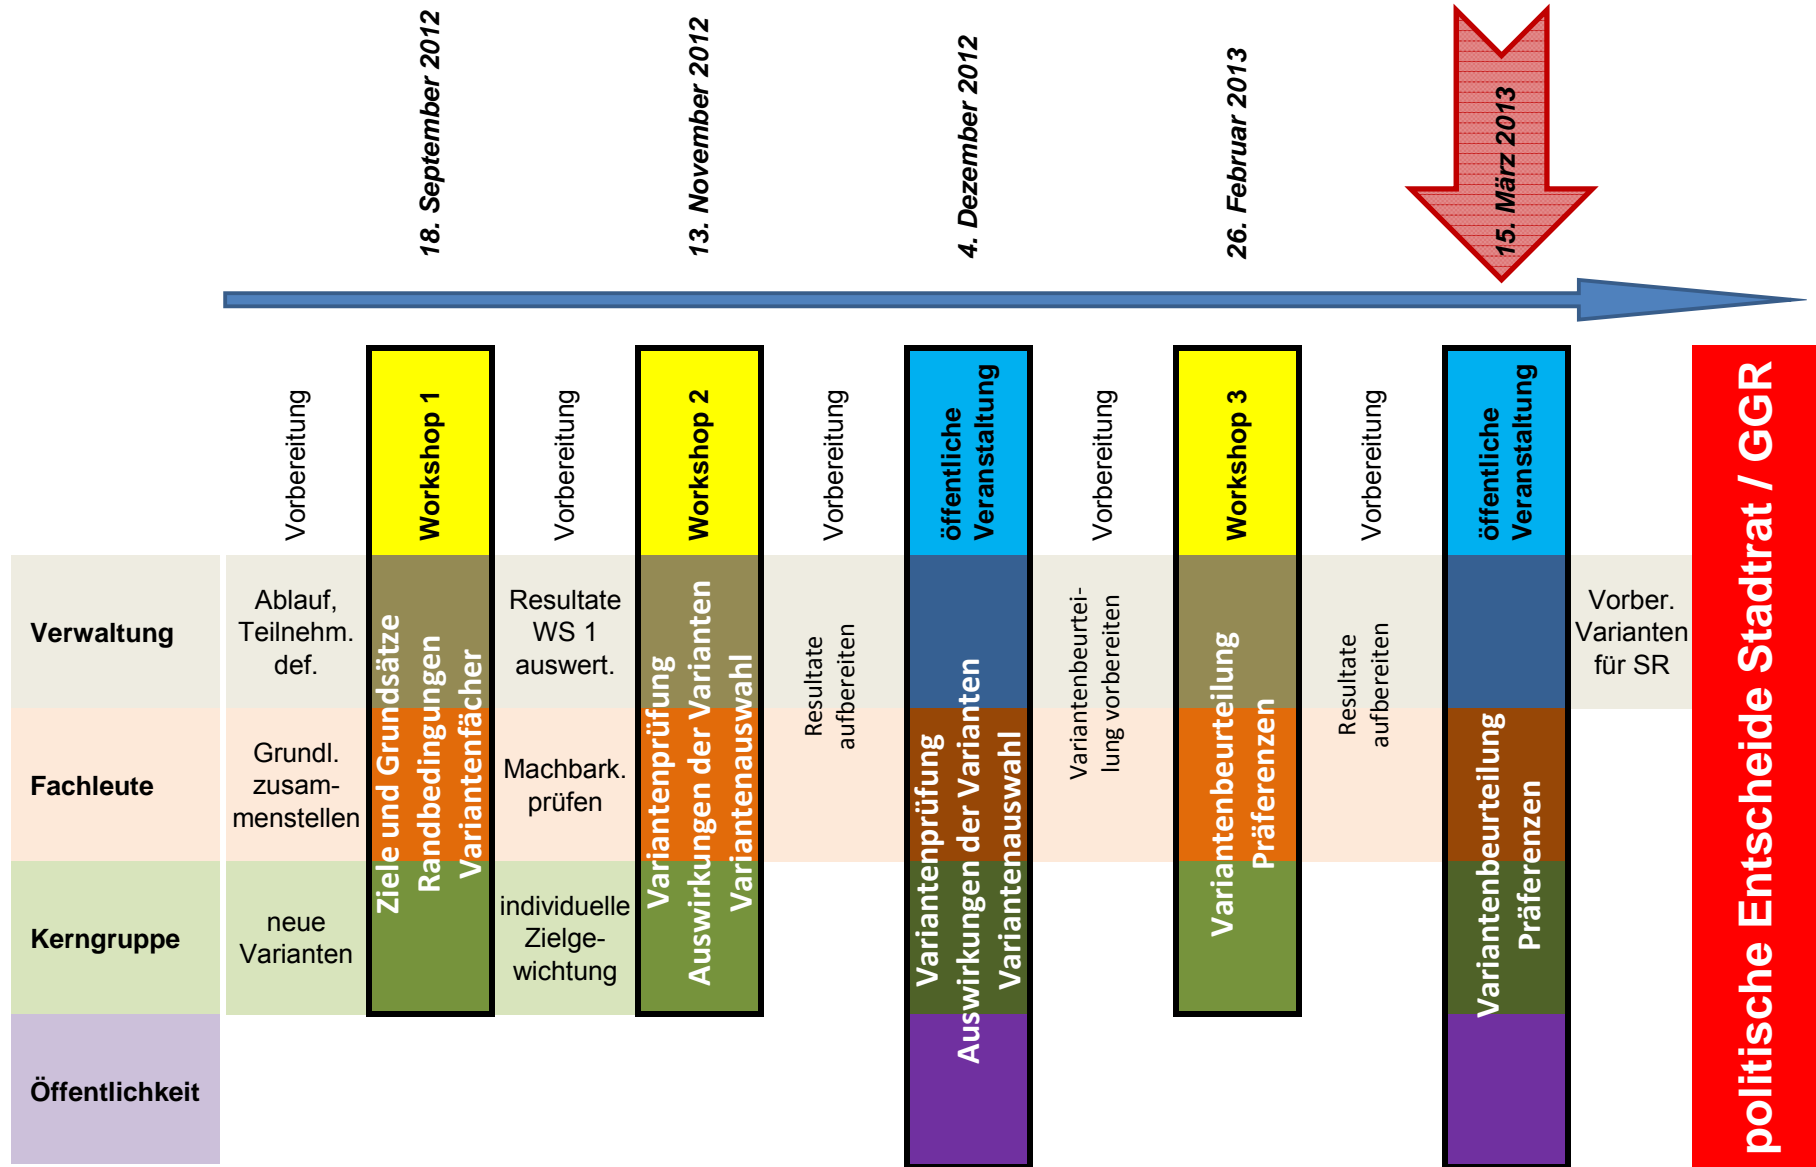 18. September 2012
13. November 2012
4. Dezember 2012
26. Februar 2013
15. März 2013
Vorbereitung
Workshop 1
Vorbereitung
Workshop 2
Vorbereitung
öffentliche
Veranstaltung
Vorbereitung
Workshop 3
Vorbereitung
öffentliche
Veranstaltung
politische Entscheide Stadtrat / GGR
Verwaltung
Ablauf,
Teilnehm.
def.
Ziele und Grundsätze
Randbedingungen
Variantenfächer
Resultate
WS 1
auswert.
Variantenprüfung
Auswirkungen der Varianten
Variantenauswahl
Resultate
aufbereiten
Variantenprüfung
Auswirkungen der Varianten
Variantenauswahl
Variantenbeurtei-
lung vorbereiten
Variantenbeurteilung
Präferenzen
Resultate
aufbereiten
Variantenbeurteilung
Präferenzen
Vorber.
Varianten
für SR
Fachleute
Grundl.
zusam-
menstellen
Machbark.
prüfen
Kerngruppe
neue
Varianten
individuelle
Zielge-
wichtung
Öffentlichkeit